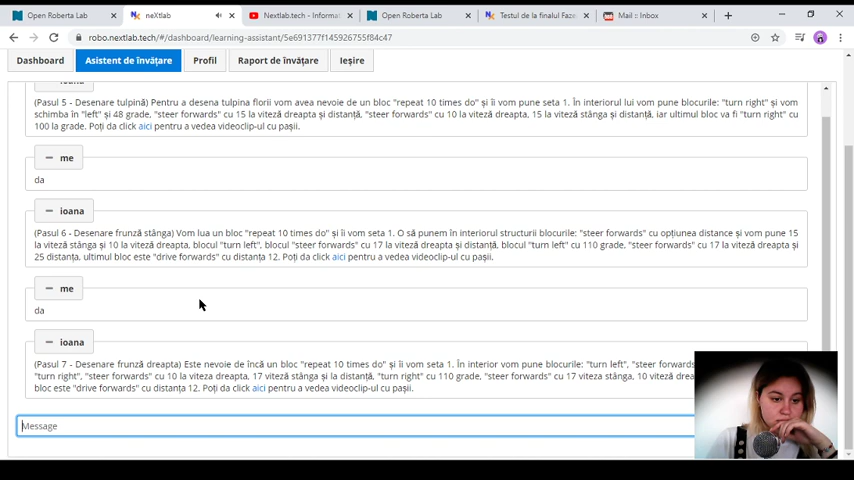 Open Roberta Lab
neXtlab
Nextlab.tech - Informat
Open Roberta Lab
Testul de la finalul Faze
Mail :: Inbox
robo.nextlab.tech/#/dashboard/learning-assistant/5e691377f145926755f84c47
Dashboard
Asistent de învățare
Profil
Raport de învățare
Ieșire
(Pasul 5 - Desenare tulpină) Pentru a desena tulpina florii vom avea nevoie de un bloc "repeat 10 times do" și îi vom pune seta 1. În interiorul lui vom pune blocurile: "turn right" și vom
schimba în "left" și 48 grade, "steer forwards" cu 15 la viteză dreapta și distanță, "steer forwards" cu 10 la viteză dreapta, 15 la viteză stânga și distanță, iar ultimul bloc va fi "turn right" cu
100 la grade. Poți da click aici pentru a vedea videoclip-ul cu pașii.
me
da
ioana
(Pasul 6 - Desenare frunză stânga) Vom lua un bloc "repeat 10 times do" și îi vom seta 1. O să punem în interiorul structurii blocurile: "steer forwards" cu opțiunea distance și vom pune 15
la viteză stânga și 10 la viteză dreapta, blocul "turn left", blocul "steer forwards" cu 17 la viteză dreapta și distanță, blocul "turn left" cu 110 grade, "steer forwards" cu 17 la viteză dreapta și
25 distanța, ultimul bloc este "drive forwards" cu distanța 12. Poți da click aici pentru a vedea videoclip-ul cu pașii.
me
da
ioana
(Pasul 7 - Desenare frunză dreapta) Este nevoie de încă un bloc "repeat 10 times do" și îi vom seta 1. În interior vom pune blocurile: "turn left", "steer forwards"
"turn right", "steer forwards" cu 10 la viteza dreapta, 17 viteză stânga și la distanță, "turn right" cu 110 grade, "steer forwards" cu 17 viteza stânga, 10 viteză
bloc este "drive forwards" cu distanța 12. Poți da click aici pentru a vedea videoclip-ul cu pașii.
Message